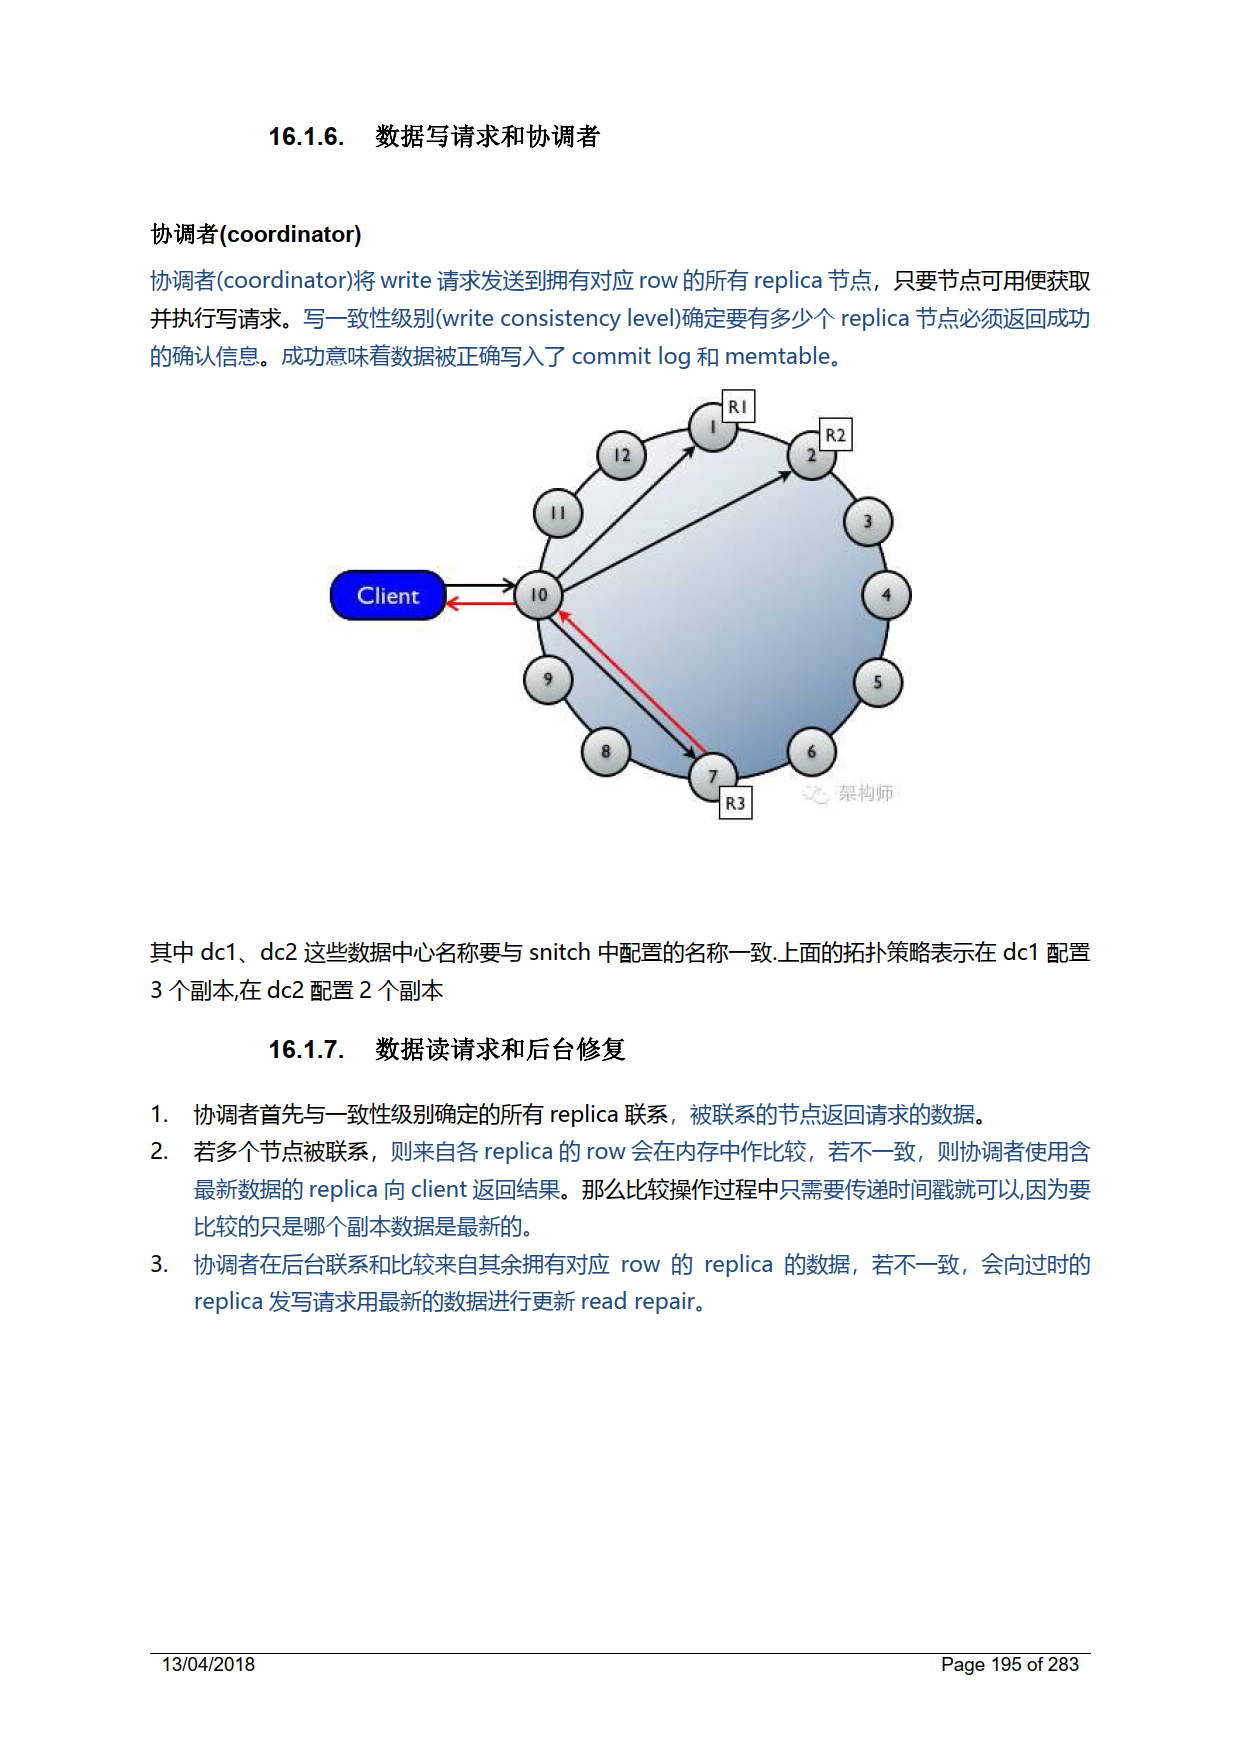 16.1.6. 数据写请求和协调者
协调者(coordinator)
协调者(coordinator)将 write 请求发送到拥有对应 row 的所有 replica 节点，只要节点可用便获取
并执行写请求。写一致性级别(write consistency level)确定要有多少个 replica 节点必须返回成功
的确认信息。成功意味着数据被正确写入了 commit log 和 memtable。
R1
1
R2
12
2
11
3
Client
10
4
9
5
8
6
7
架构师
R3
其中 dc1、dc2 这些数据中心名称要与 snitch 中配置的名称一致.上面的拓扑策略表示在 dc1 配置
3 个副本,在 dc2 配置 2 个副本
16.1.7. 数据读请求和后台修复
1. 协调者首先与一致性级别确定的所有 replica 联系，被联系的节点返回请求的数据。
2. 若多个节点被联系，则来自各 replica 的 row 会在内存中作比较，若不一致，则协调者使用含
最新数据的 replica 向 client 返回结果。那么比较操作过程中只需要传递时间戳就可以,因为要
比较的只是哪个副本数据是最新的。
3. 协调者在后台联系和比较来自其余拥有对应 row 的 replica 的数据，若不一致，会向过时的
replica 发写请求用最新的数据进行更新 read repair。
13/04/2018
Page 195 of 283